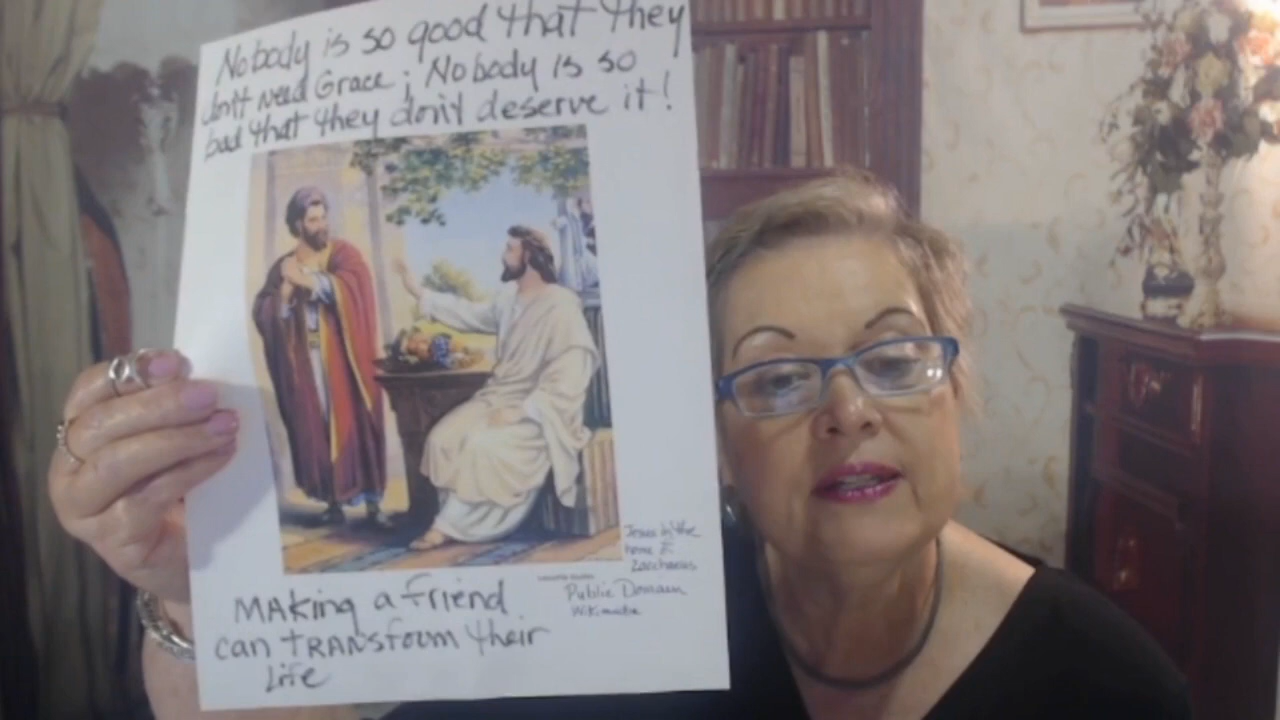 Nobody is so good that they
don't need Grace; Nobody is so
bad that they don't deserve it!
Jesus in the
home of
Zacchaeus
Public Domain
Wikimedia
MAKing a friend
can TRANsform their
Life